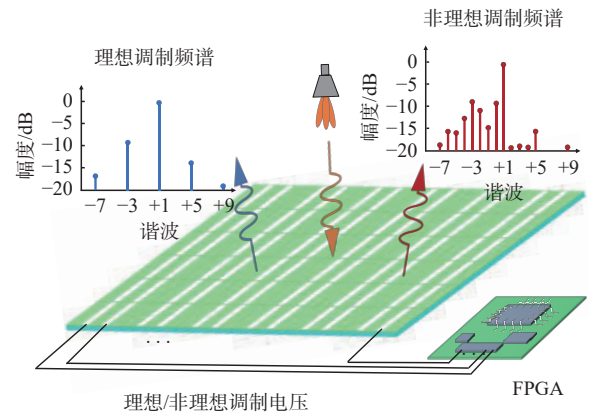 理想调制频谱
幅度/dB
0
−5
−10
−15
−20
−7 −3 +1 +5 +9
谐波
非理想调制频谱
幅度/dB
0
−5
−10
−15
−20
−7 −3 +1 +5 +9
谐波
. . .
. . .
FPGA
理想/非理想调制电压